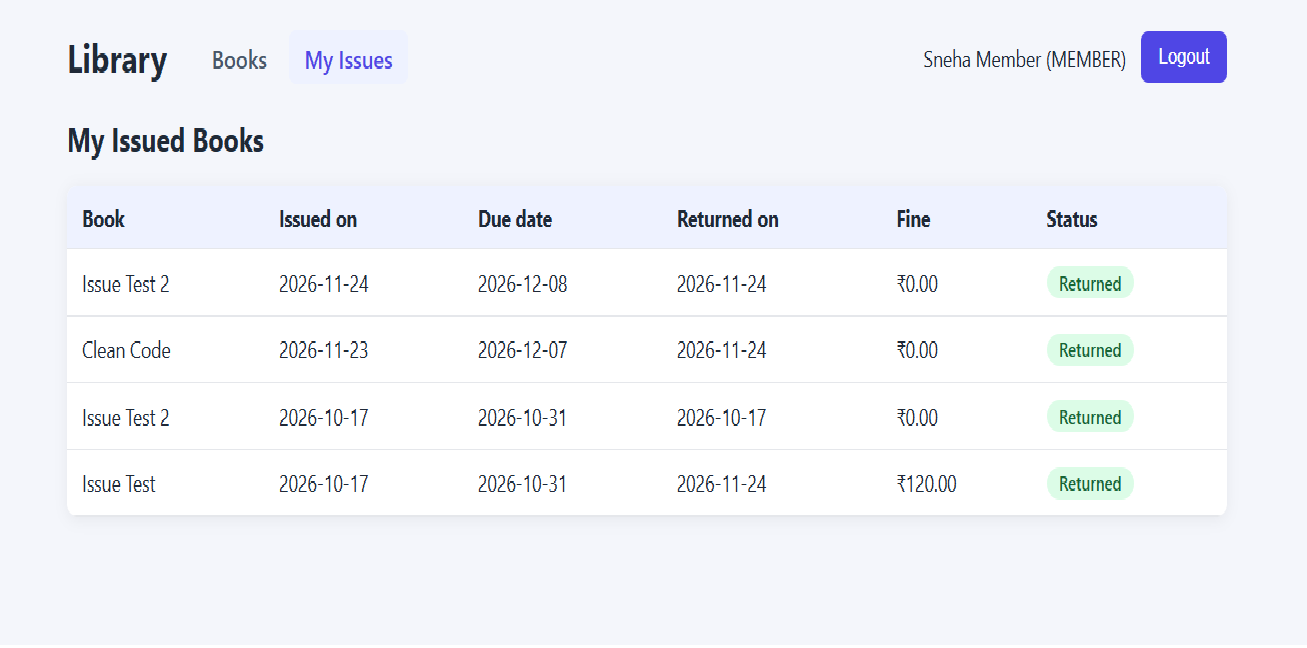 Library Books My Issues Sneha Member (MEMBER) Logout
My Issued Books
Book Issued on Due date Returned on Fine Status
Issue Test 2 2026-11-24 2026-12-08 2026-11-24 ₹0.00 Returned
Clean Code 2026-11-23 2026-12-07 2026-11-24 ₹0.00 Returned
Issue Test 2 2026-10-17 2026-10-31 2026-10-17 ₹0.00 Returned
Issue Test 2026-10-17 2026-10-31 2026-11-24 ₹120.00 Returned